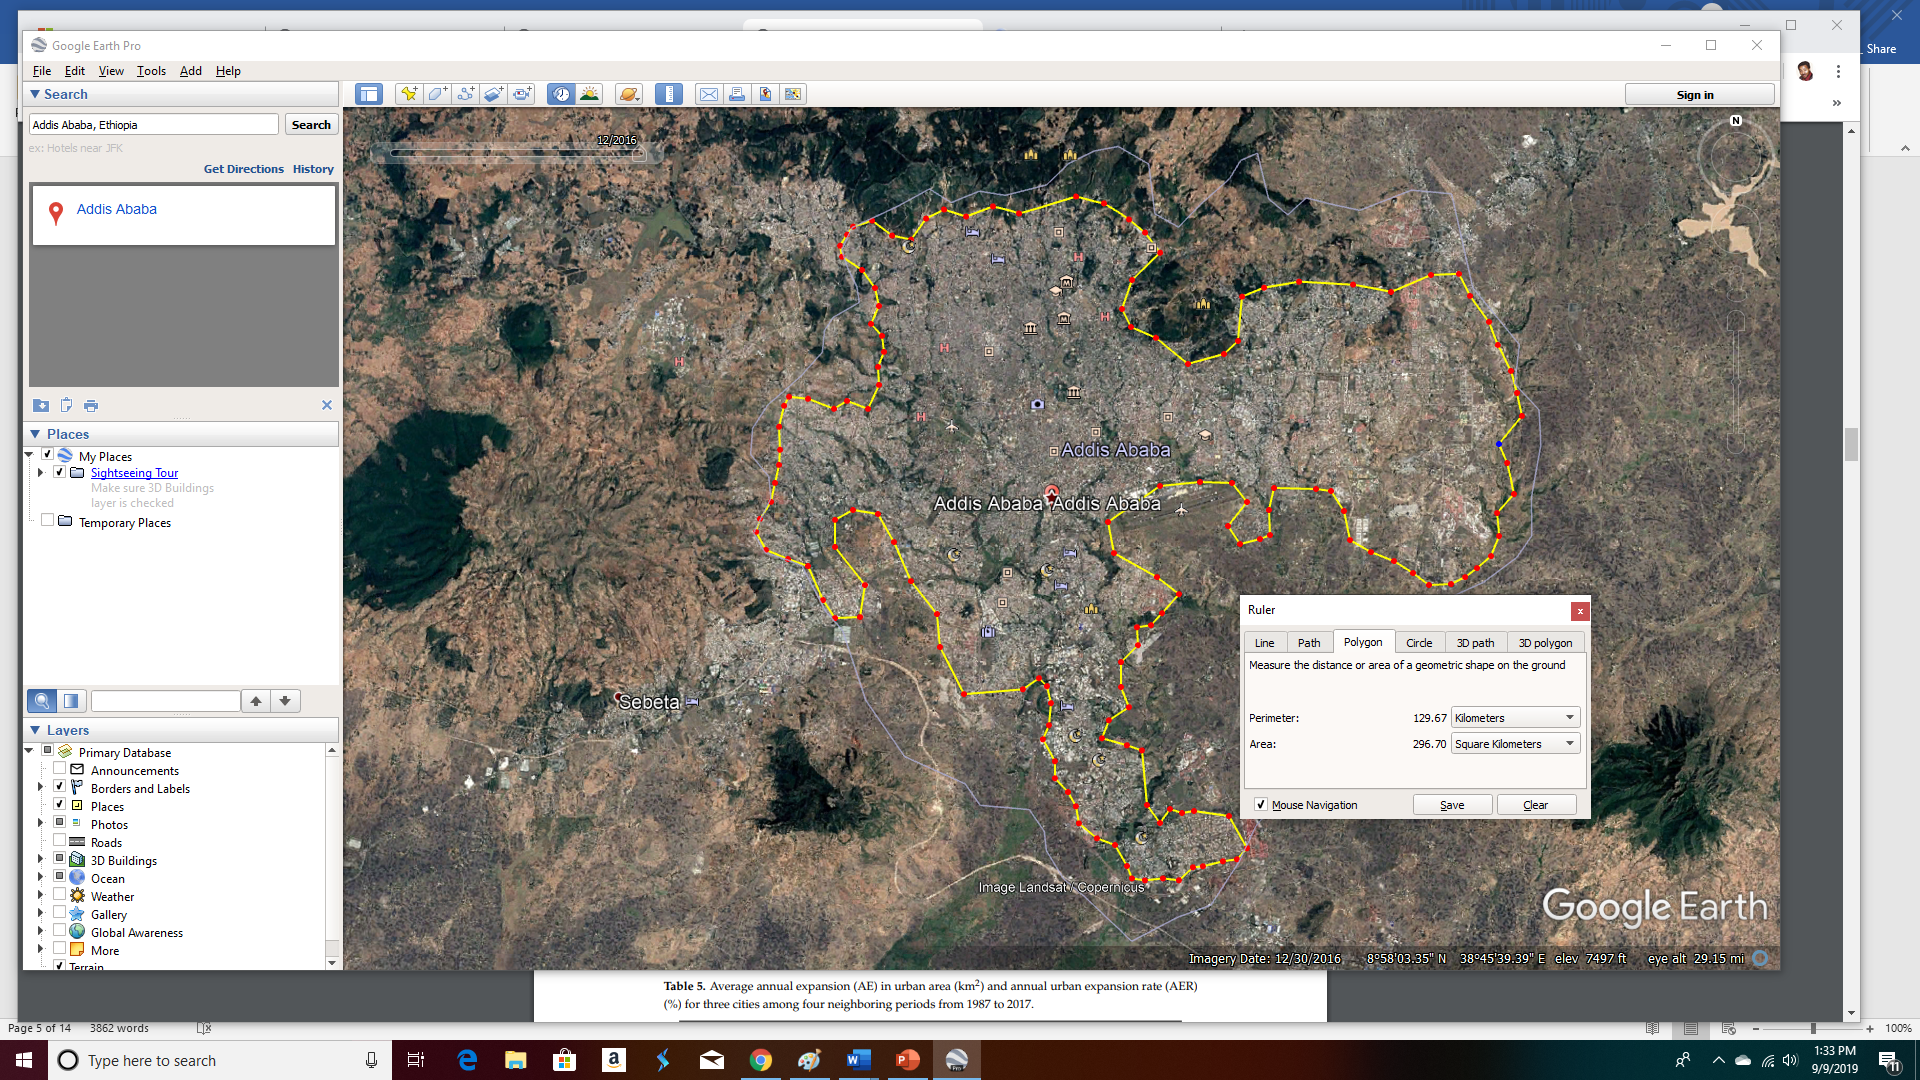 Share
Google Earth Pro
File Edit View Tools Add Help
Search
Sign in
Addis Ababa, Ethiopia
Search
ex: Hotels near JFK
Get Directions History
Addis Ababa
12/2016
N
Places
My Places
Sightseeing Tour
Make sure 3D Buildings
layer is checked
Temporary Places
Layers
Primary Database
Announcements
Borders and Labels
Places
Photos
Roads
3D Buildings
Ocean
Weather
Gallery
Global Awareness
More
Terrain
Addis Ababa
Addis Ababa Addis Ababa
Sebeta
Image Landsat / Copernicus
Ruler
Line Path Polygon Circle 3D path 3D polygon
Measure the distance or area of a geometric shape on the ground
Perimeter: 129.67 Kilometers
Area: 296.70 Square Kilometers
Mouse Navigation Save Clear
Google Earth
Imagery Date: 12/30/2016 8°58'03.35" N 38°45'39.39" E elev 7497 ft eye alt 29.15 mi
Table 5. Average annual expansion (AE) in urban area (km2) and annual urban expansion rate (AER)
(%) for three cities among four neighboring periods from 1987 to 2017.
Page 5 of 14 3862 words
100%
Type here to search
1:33 PM
9/9/2019
11